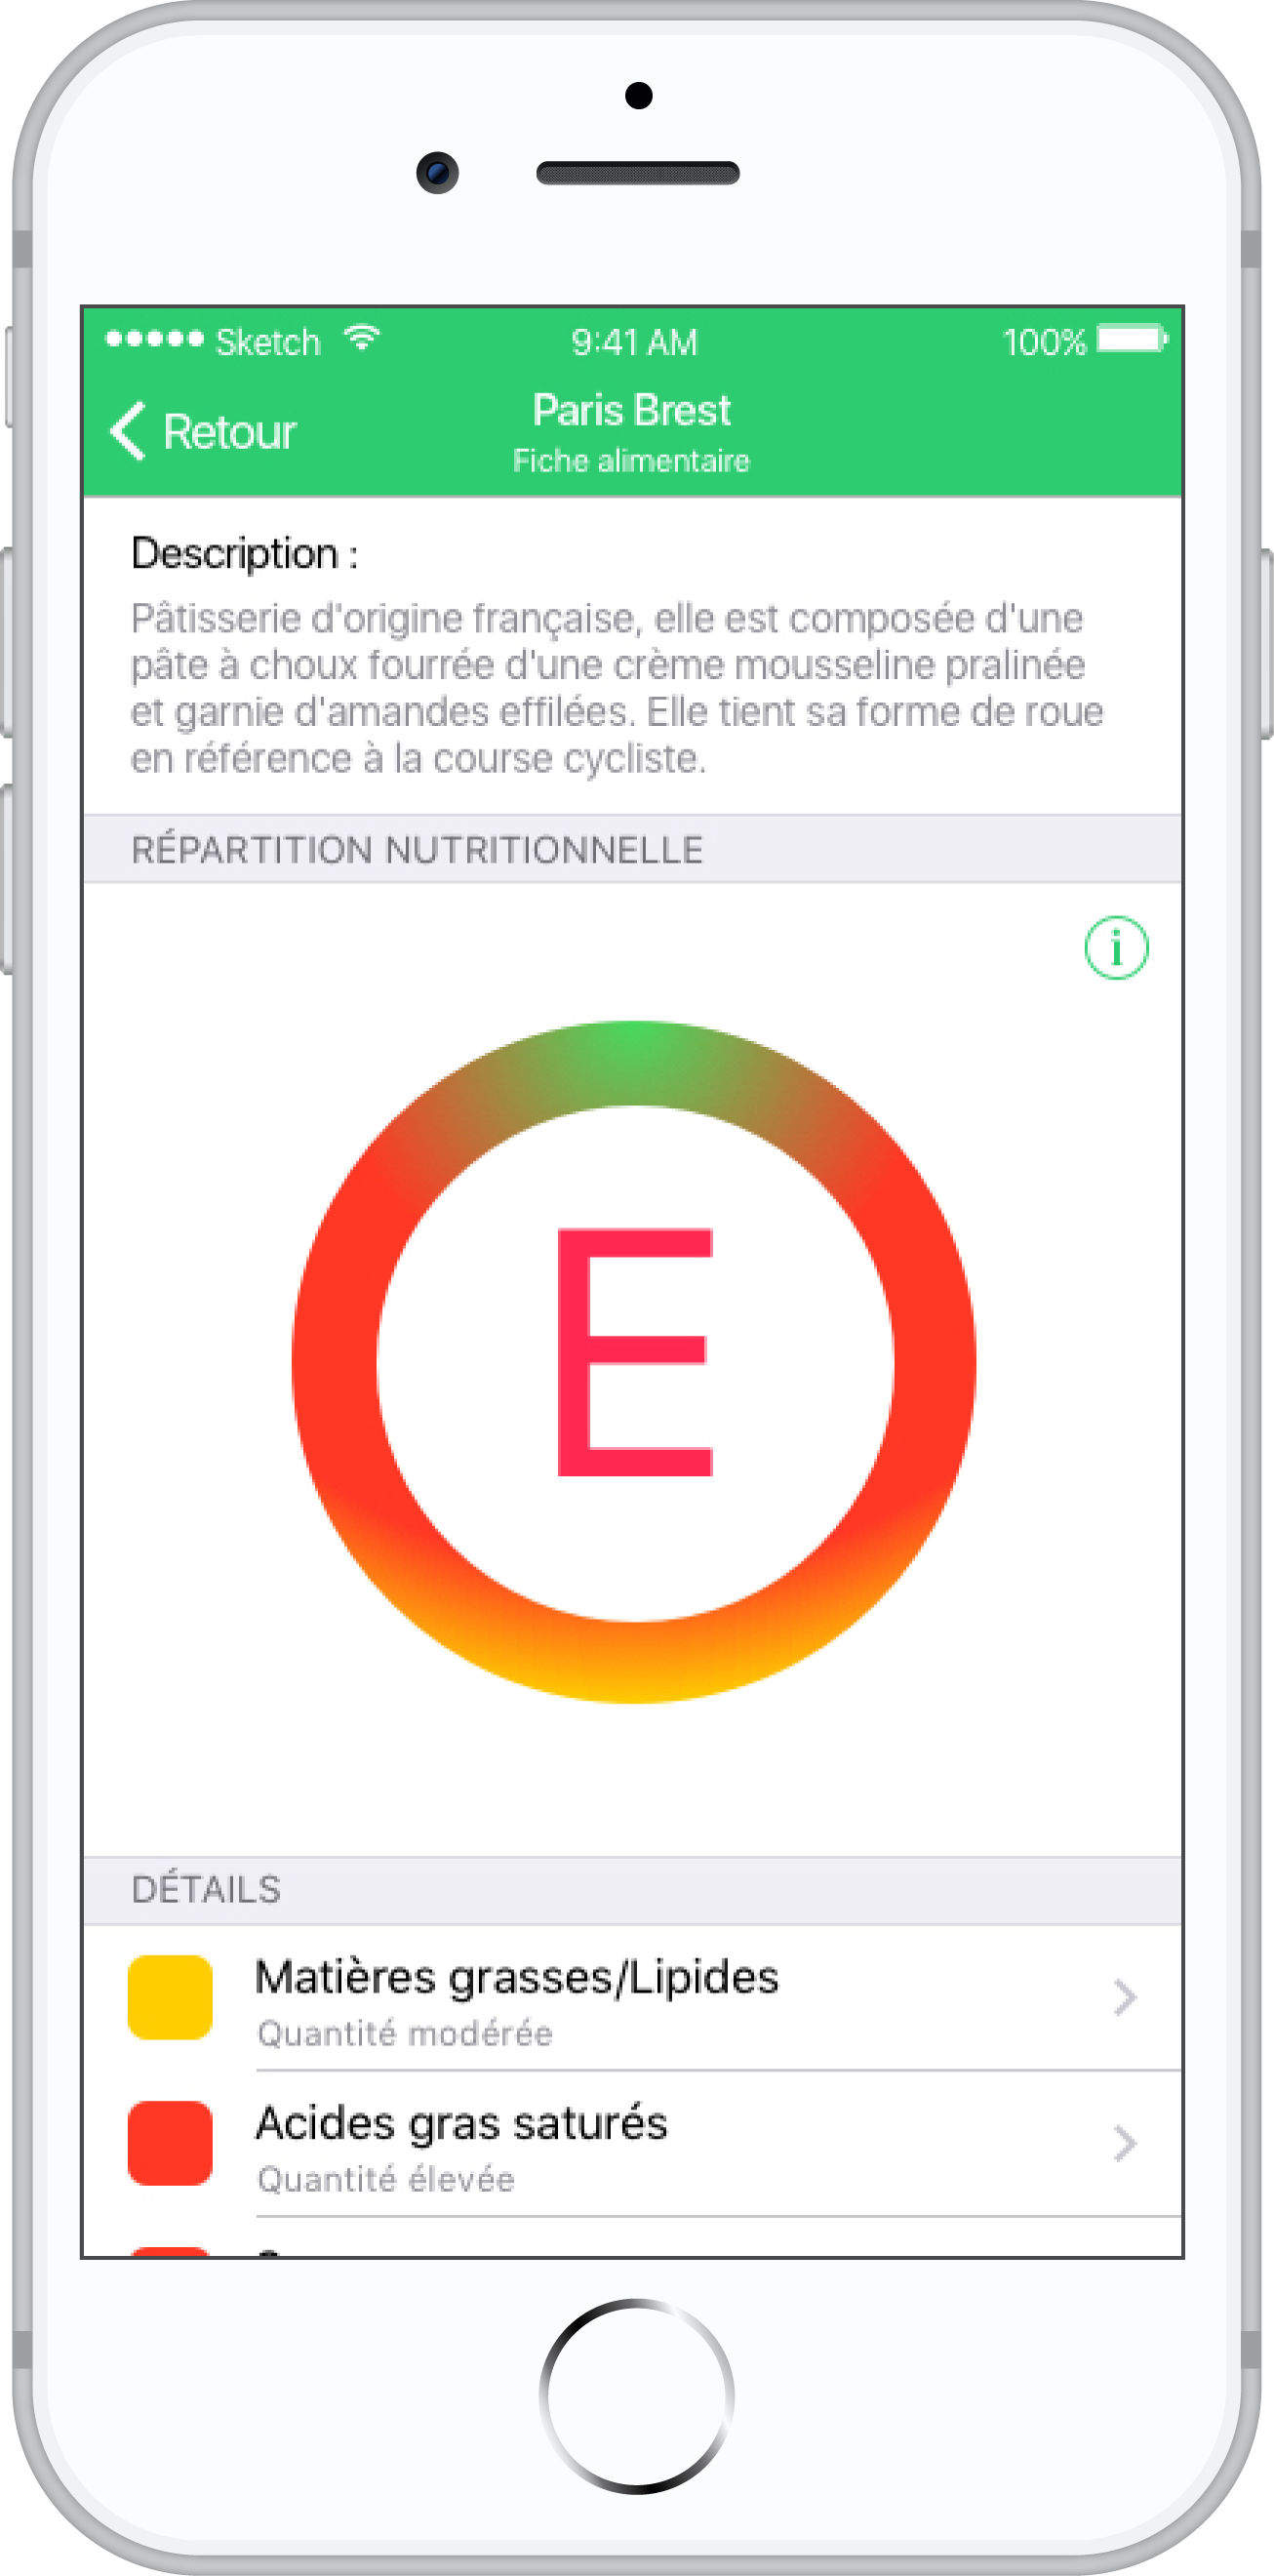 Sketch 9:41 AM 100%
Retour
Paris Brest
Fiche alimentaire
Description :
Pâtisserie d'origine française, elle est composée d'une
pâte à choux fourrée d'une crème mousseline pralinée
et garnie d'amandes effilées. Elle tient sa forme de roue
en référence à la course cycliste.
RÉPARTITION NUTRITIONNELLE
i
E
DÉTAILS
Matières grasses/Lipides
Quantité modérée
Acides gras saturés
Quantité élevée